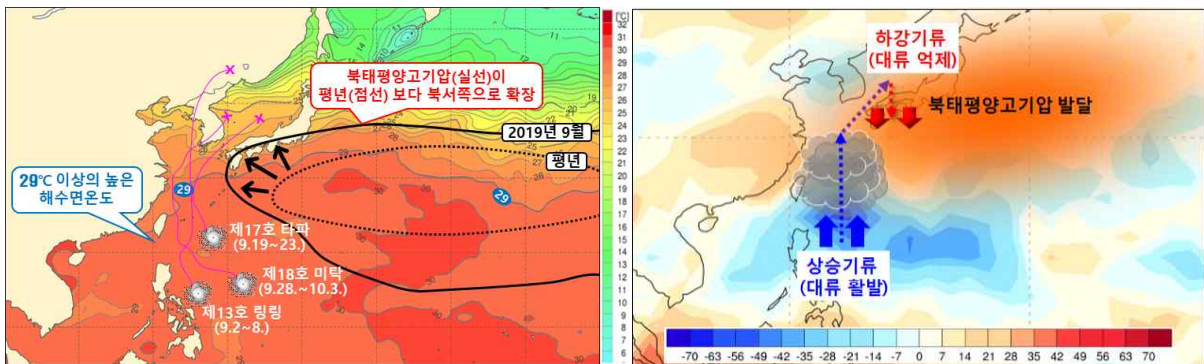 북태평양고기압(실선)이
평년(점선) 보다 북서쪽으로 확장
2019년 9월
평년
29℃ 이상의 높은
해수면온도
29
29
제17호 타파
(9.19~23.)
제18호 미탁
(9.28.~10.3.)
제13호 링링
(9.2~8.)
[℃]
32
31
30
29
28
27
26
25
24
23
22
21
20
19
18
17
16
15
14
13
12
11
10
9
8
7
6
5
하강기류
(대류 억제)
북태평양고기압 발달
상승기류
(대류 활발)
-70 -63 -56 -49 -42 -35 -28 -21 -14 -7 0 7 14 21 28 35 42 49 56 63 70